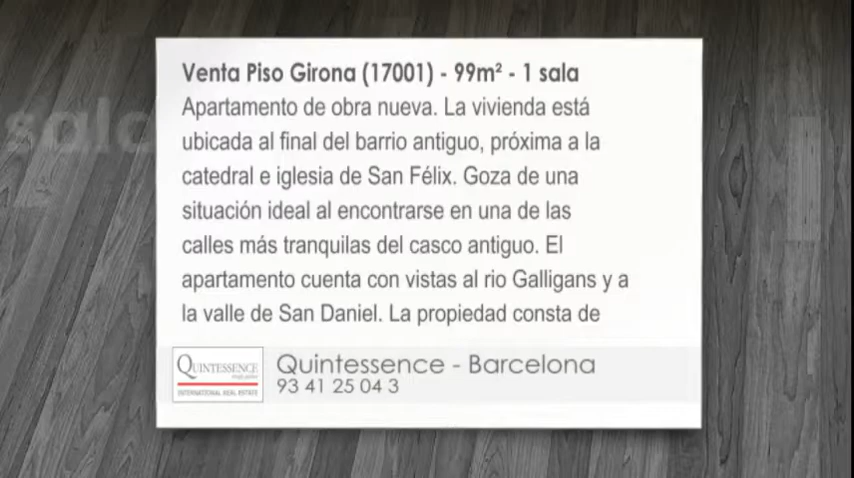 Venta Piso Girona (17001) - 99m² - 1 sala
Apartamento de obra nueva. La vivienda está
ubicada al final del barrio antiguo, próxima a la
catedral e iglesia de San Félix. Goza de una
situación ideal al encontrarse en una de las
calles más tranquilas del casco antiguo. El
apartamento cuenta con vistas al rio Galligans y a
la valle de San Daniel. La propiedad consta de
QUINTESSENCE
INTERNATIONAL REAL ESTATE
Quintessence - Barcelona
93 41 25 04 3